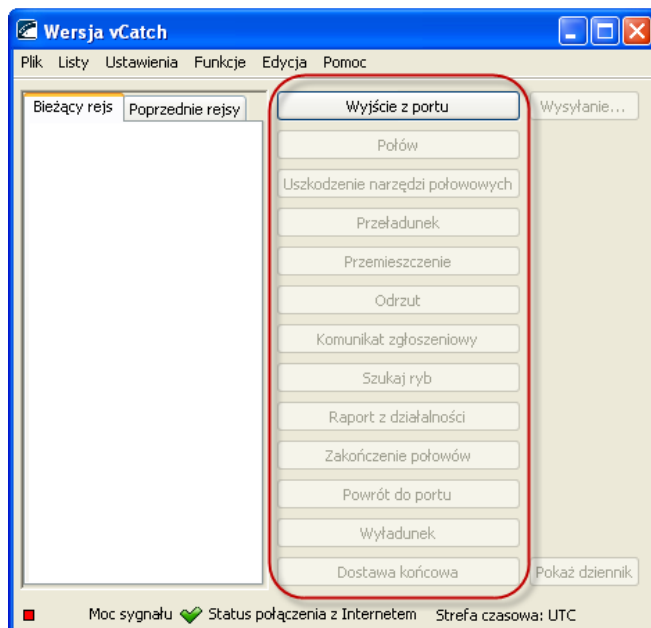 Wersja vCatch
Plik Listy Ustawienia Funkcje Edycja Pomoc
Bieżący rejs Poprzednie rejsy
Wyjście z portu
Wysyłanie...
Połów
Uszkodzenie narzędzi połowowych
Przeładunek
Przemieszczenie
Odrzut
Komunikat zgłoszeniowy
Szukaj ryb
Raport z działalności
Zakończenie połowów
Powrót do portu
Wyładunek
Dostawa końcowa
Pokaż dziennik
Moc sygnału Status połączenia z Internetem Strefa czasowa: UTC